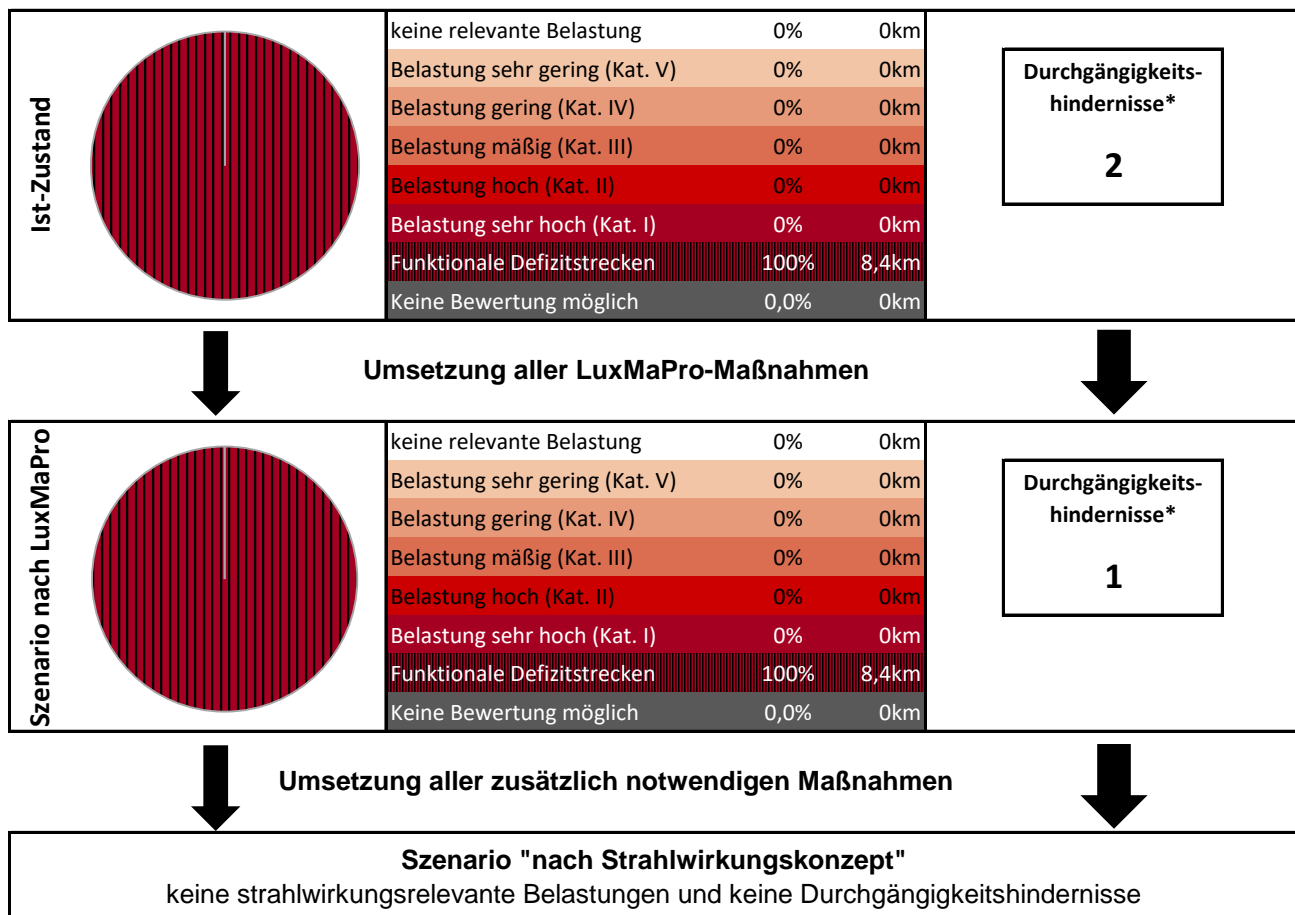 Ist-Zustand
keine relevante Belastung 0% 0km
Belastung sehr gering (Kat. V) 0% 0km
Belastung gering (Kat. IV) 0% 0km
Belastung mäßig (Kat. III) 0% 0km
Belastung hoch (Kat. II) 0% 0km
Belastung sehr hoch (Kat. I) 0% 0km
Funktionale Defizitstrecken 100% 8,4km
Keine Bewertung möglich 0,0% 0km
Durchgängigkeits-
hindernisse*
2
Umsetzung aller LuxMaPro-Maßnahmen
Szenario nach LuxMaPro
keine relevante Belastung 0% 0km
Belastung sehr gering (Kat. V) 0% 0km
Belastung gering (Kat. IV) 0% 0km
Belastung mäßig (Kat. III) 0% 0km
Belastung hoch (Kat. II) 0% 0km
Belastung sehr hoch (Kat. I) 0% 0km
Funktionale Defizitstrecken 100% 8,4km
Keine Bewertung möglich 0,0% 0km
Durchgängigkeits-
hindernisse*
1
Umsetzung aller zusätzlich notwendigen Maßnahmen
Szenario "nach Strahlwirkungskonzept"
keine strahlwirkungsrelevante Belastungen und keine Durchgängigkeitshindernisse